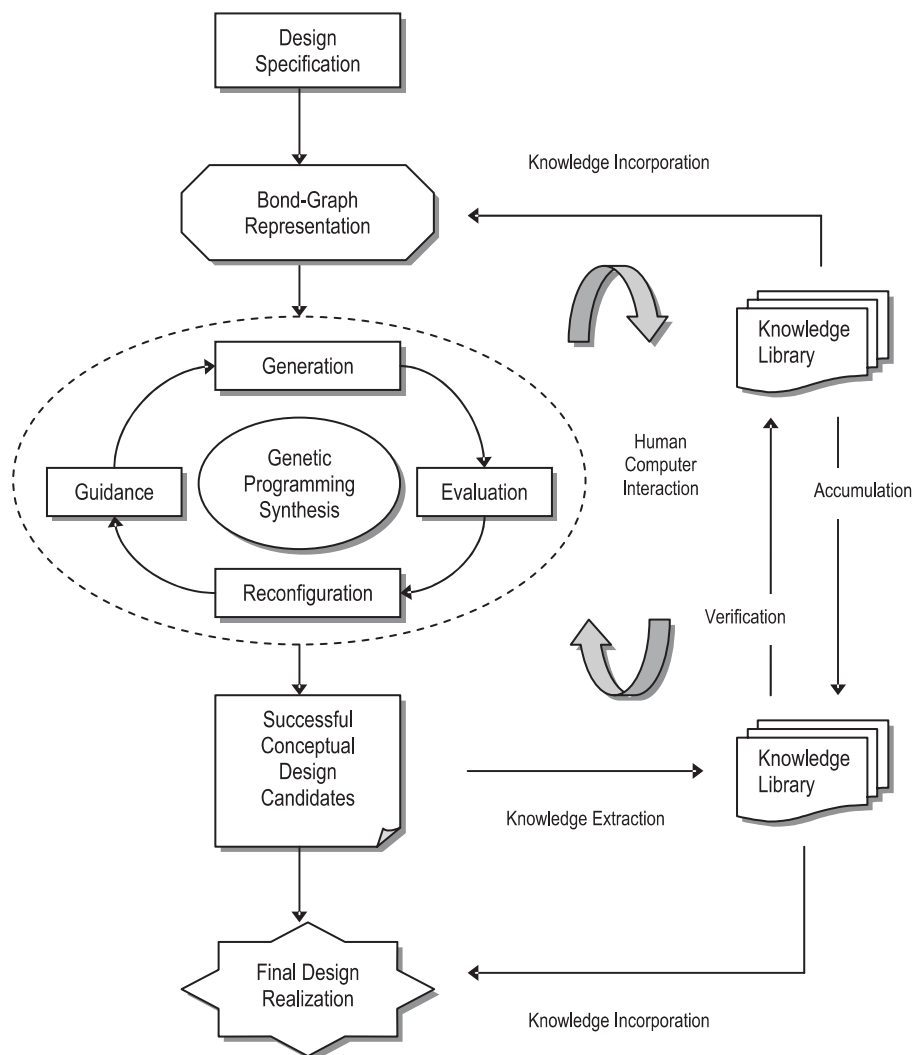 Design
Specification
Knowledge Incorporation
Bond-Graph
Representation
Knowledge
Library
Generation
Genetic
Programming
Synthesis
Guidance
Evaluation
Human
Computer
Interaction
Accumulation
Reconfiguration
Verification
Successful
Conceptual
Design
Candidates
Knowledge
Library
Knowledge Extraction
Final Design
Realization
Knowledge Incorporation